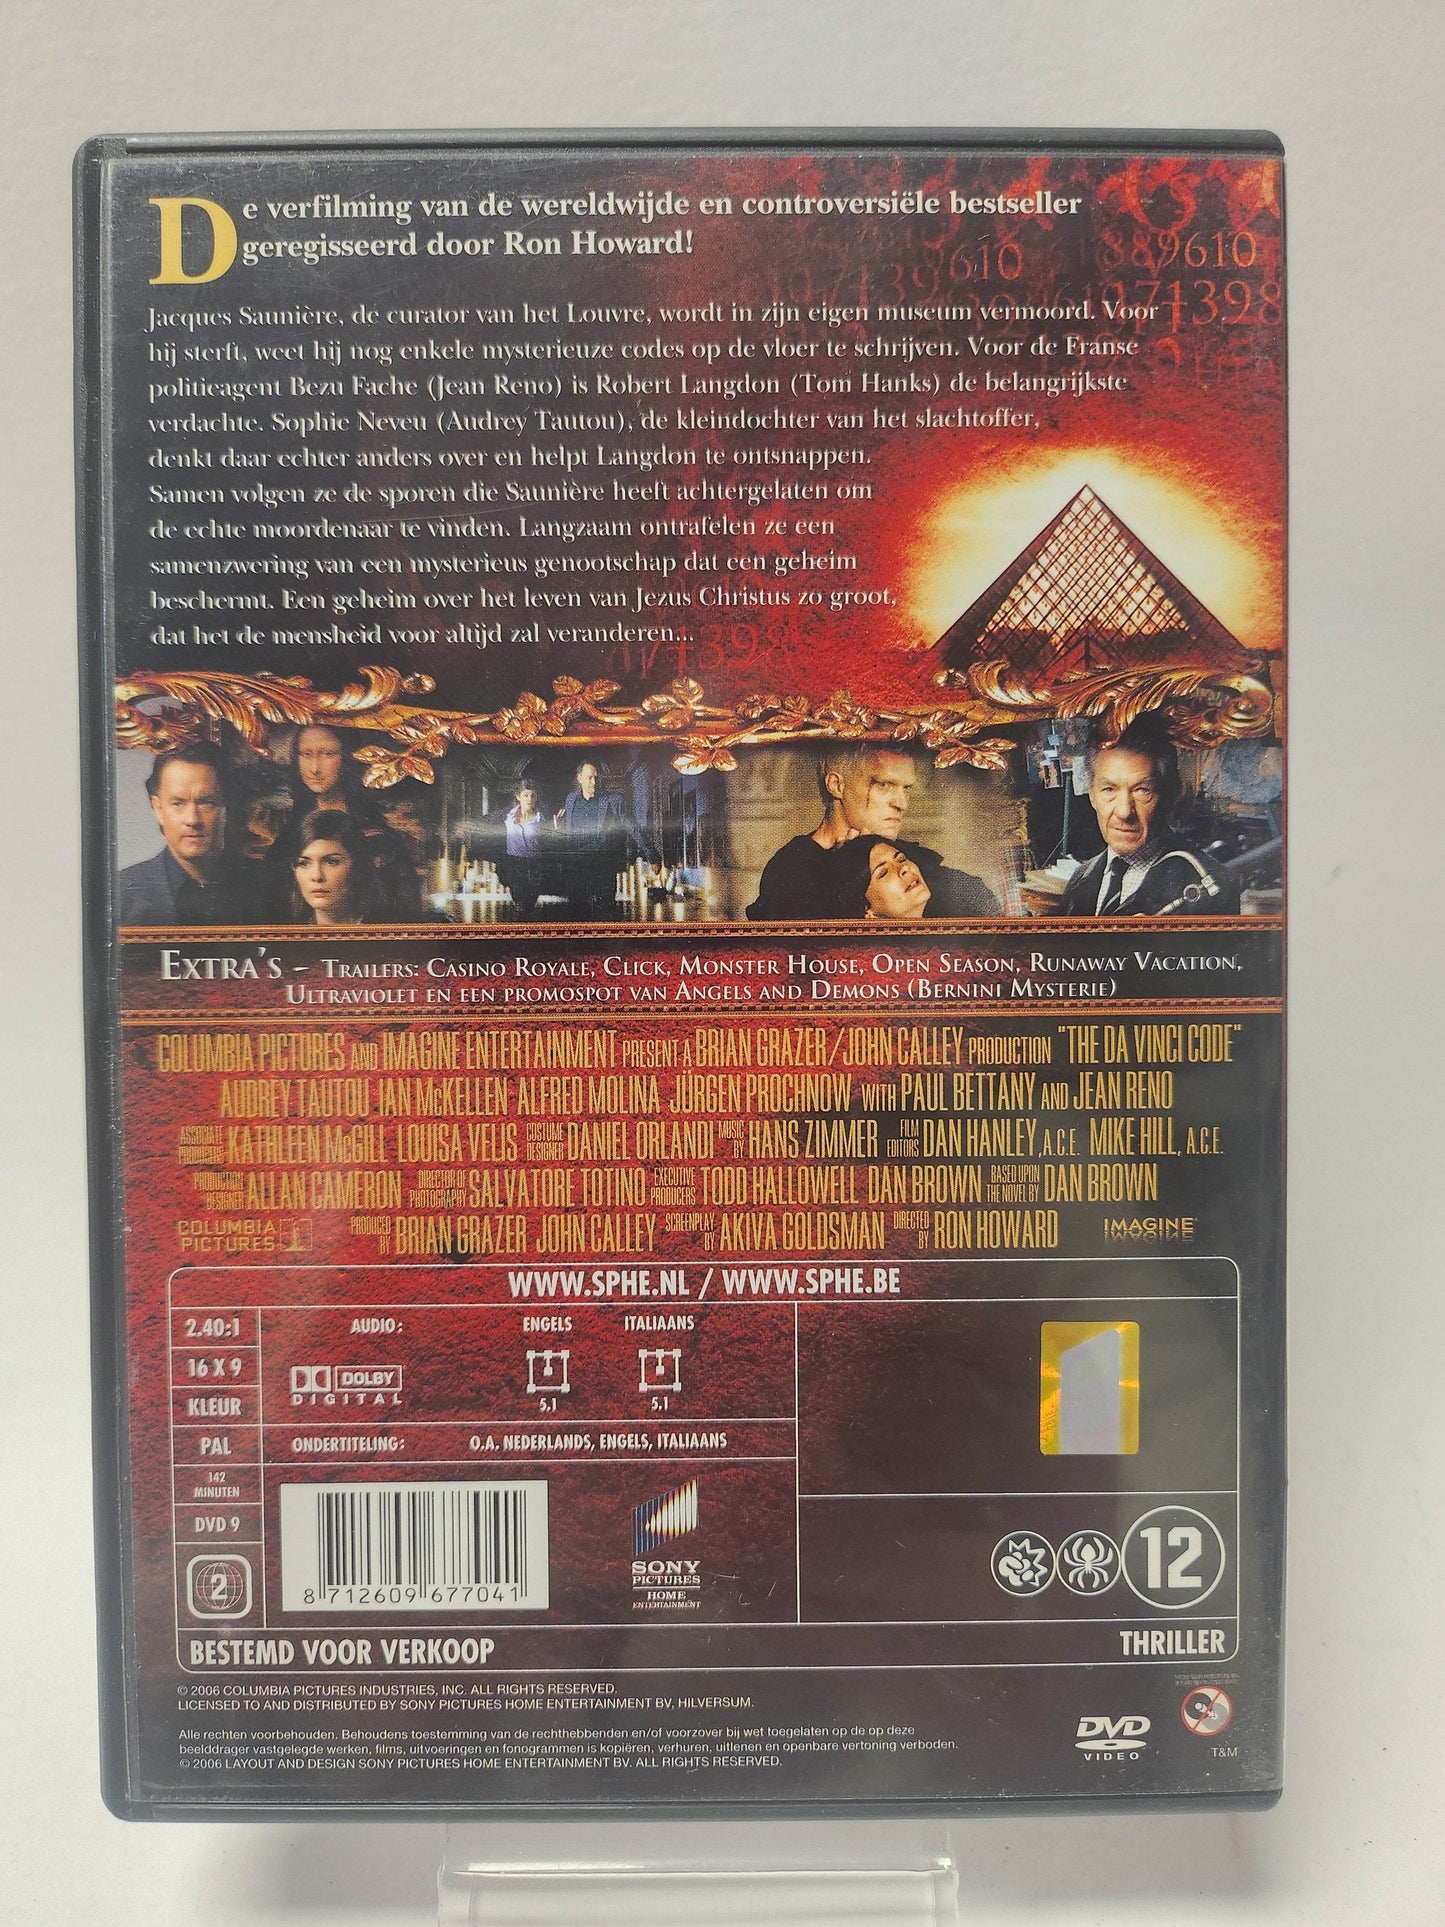 De verfilming van de wereldwijde en controversiële bestseller
geregisseerd door Ron Howard!
889610
39610
971398
0713985
Jacques Saunière, de curator van het Louvre, wordt in zijn eigen museum vermoord. Voor
hij sterft, weet hij nog enkele mysterieuze codes op de vloer te schrijven. Voor de Franse
politieagent Bezu Fache (Jean Reno) is Robert Langdon (Tom Hanks) de belangrijkste
verdachte. Sophie Neveu (Audrey Tautou), de kleindochter van het slachtoffer,
denkt daar echter anders over en helpt Langdon te ontsnappen.
Samen volgen ze de sporen die Saunière heeft achtergelaten om
de echte moordenaar te vinden. Langzaam ontrafelen ze een
samenzwering van een mysterieus genootschap dat een geheim
beschermt. Een geheim over het leven van Jezus Christus zo groot,
dat het de mensheid voor altijd zal veranderen...
EXTRA'S – TRAILERS: CASINO ROYALE, CLICK, MONSTER HOUSE, OPEN SEASON, RUNAWAY VACATION,
ULTRAVIOLET EN EEN PROMOSPOT VAN ANGELS AND DEMONS (BERNINI MYSTERIE)
COLUMBIA PICTURES AND IMAGINE ENTERTAINMENT PRESENT A BRIAN GRAZER/JOHN CALLEY PRODUCTION "THE DA VINCI CODE"
AUDREY TAUTOU IAN McKELLEN ALFRED MOLINA JÜRGEN PROCHNOW WITH PAUL BETTANY AND JEAN RENO
ASSOCIATE PRODUCERS KATHLEEN McGILL LOUISA VELIS COSTUME DESIGNER DANIEL ORLANDI MUSIC BY HANS ZIMMER FILM EDITORS DAN HANLEY, A.C.E. MIKE HILL, A.C.E.
PRODUCTION DESIGNER ALLAN CAMERON DIRECTOR OF PHOTOGRAPHY SALVATORE TOTINO EXECUTIVE PRODUCERS TODD HALLOWELL DAN BROWN BASED UPON THE NOVEL BY DAN BROWN
COLUMBIA PICTURES PRODUCED BY BRIAN GRAZER JOHN CALLEY SCREENPLAY BY AKIVA GOLDSMAN DIRECTED BY RON HOWARD IMAGINE
WWW.SPHE.NL / WWW.SPHE.BE
2.40:1
16 X 9
KLEUR
PAL
142
MINUTEN
DVD 9
2
AUDIO: ENGELS ITALIAANS
DOLBY
DIGITAL
5.1 5.1
ONDERTITELING: O.A. NEDERLANDS, ENGELS, ITALIAANS
8 712609 677041
SONY
PICTURES
HOME
ENTERTAINMENT
12
BESTEMD VOOR VERKOOP THRILLER
© 2006 COLUMBIA PICTURES INDUSTRIES, INC. ALL RIGHTS RESERVED.
LICENSED TO AND DISTRIBUTED BY SONY PICTURES HOME ENTERTAINMENT BV, HILVERSUM.
Alle rechten voorbehouden. Behoudens toestemming van de rechthebbenden en/of voorzover bij wet toegelaten op de op deze
beelddrager vastgelegde werken, films, uitvoeringen en fonogrammen is kopiëren, verhuren, uitlenen en openbare vertoning verboden.
© 2006 LAYOUT AND DESIGN SONY PICTURES HOME ENTERTAINMENT BV. ALL RIGHTS RESERVED.
DVD
VIDEO
T&M